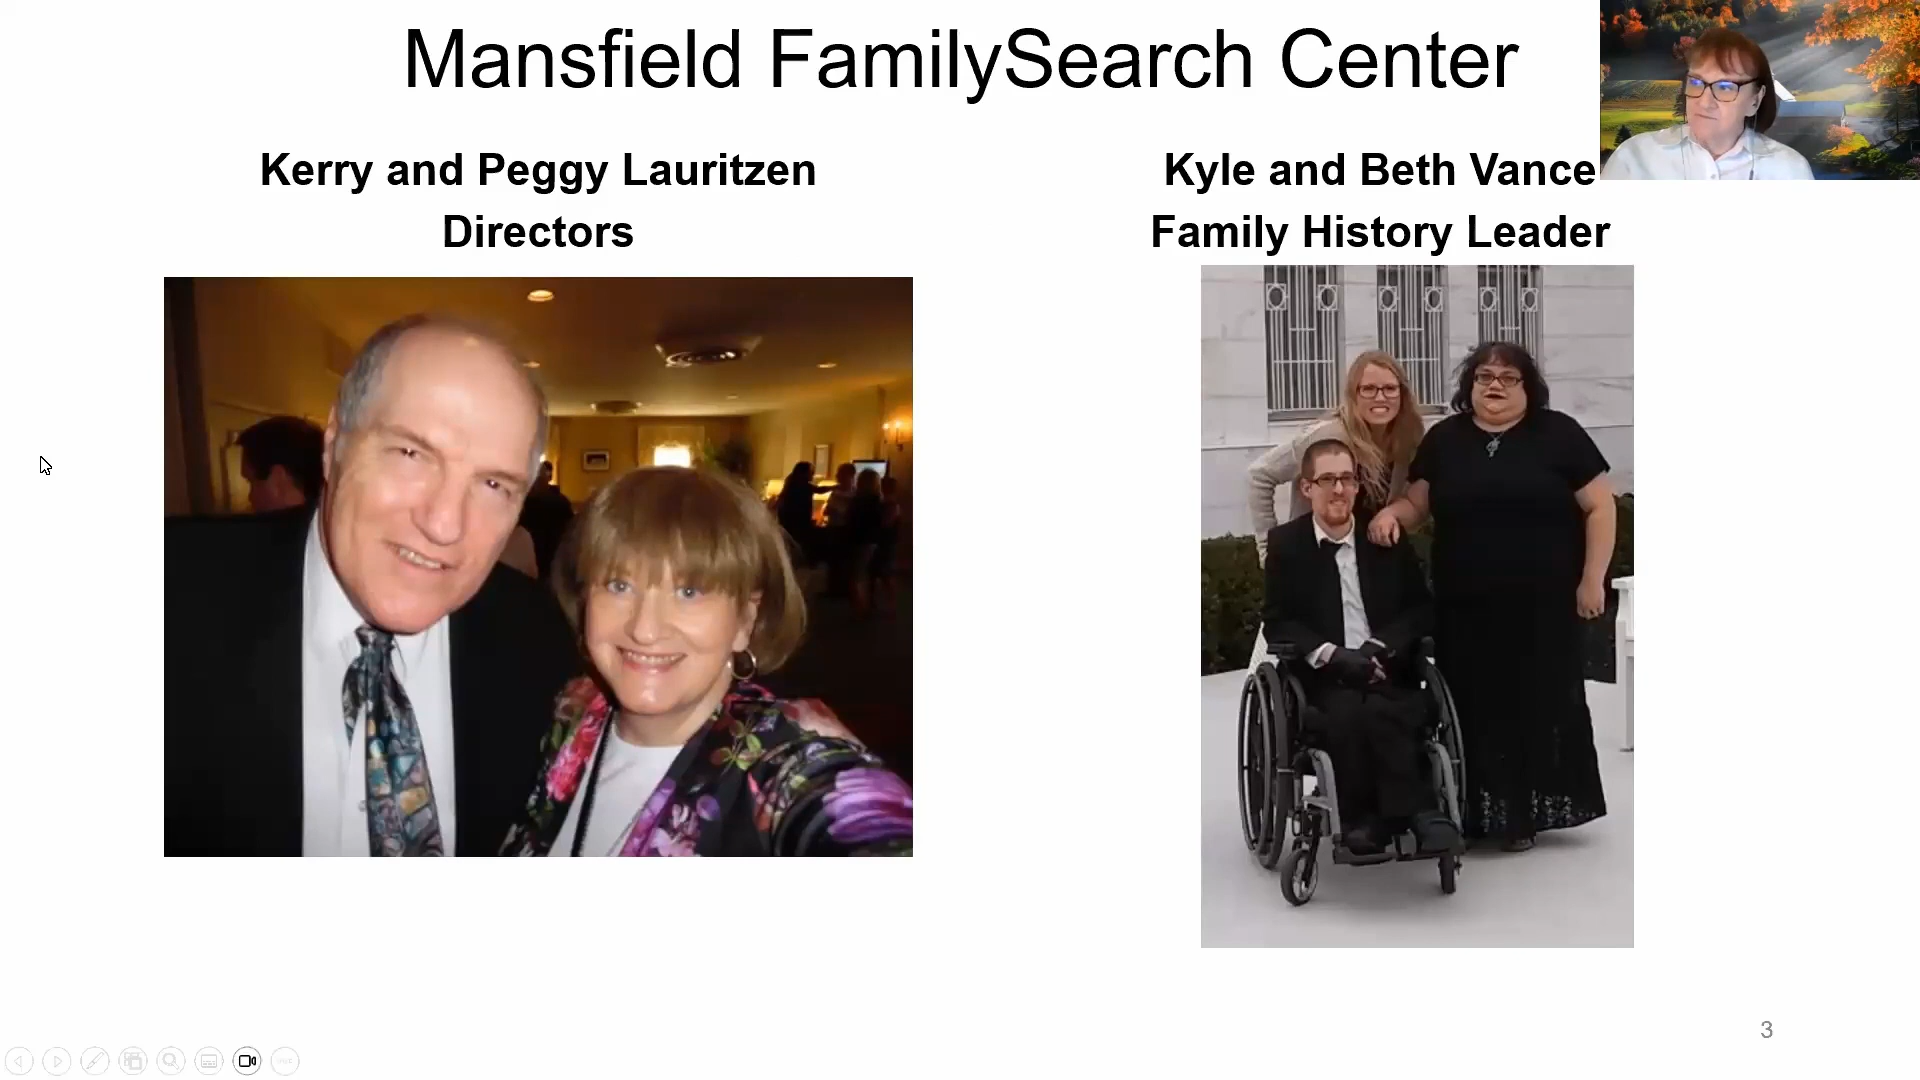 Mansfield FamilySearch Center
Kerry and Peggy Lauritzen
Directors
Kyle and Beth Vance
Family History Leader
3